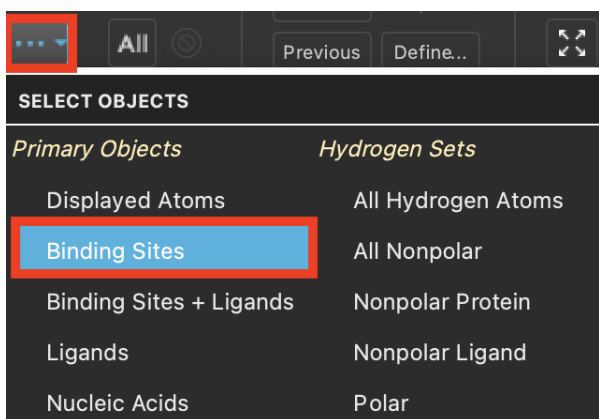 All
Previous Define...
SELECT OBJECTS
Primary Objects Hydrogen Sets
Displayed Atoms All Hydrogen Atoms
Binding Sites All Nonpolar
Binding Sites + Ligands Nonpolar Protein
Ligands Nonpolar Ligand
Nucleic Acids Polar